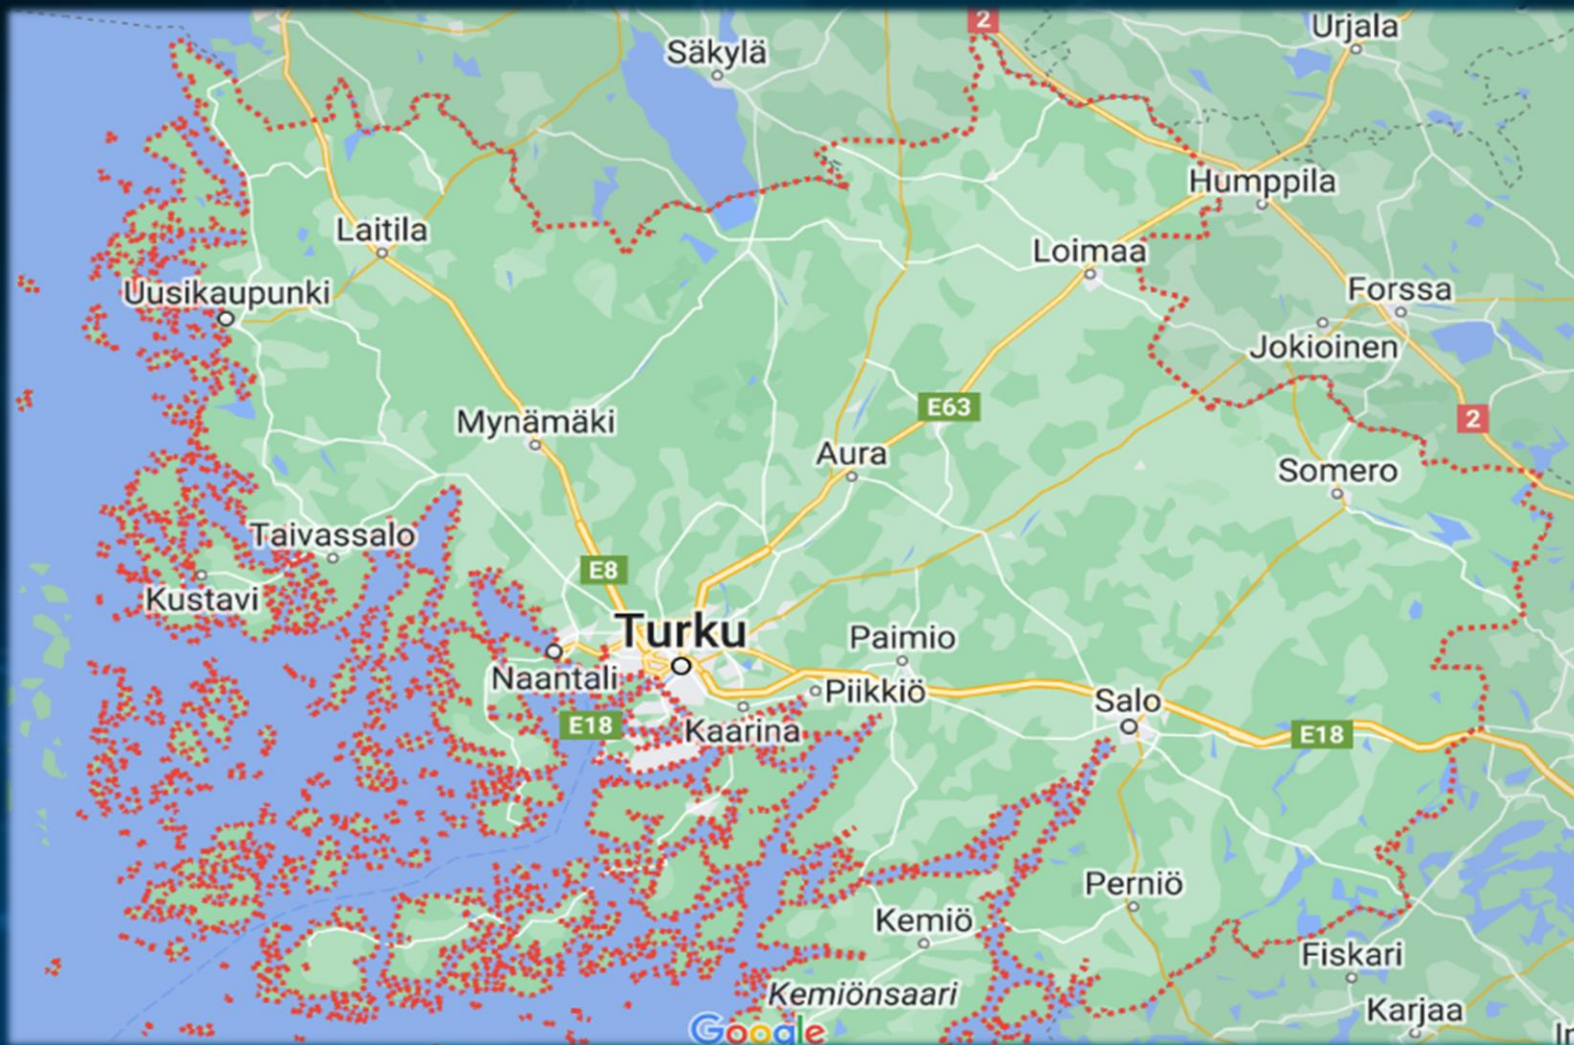 2
Urjala
Säkylä
Humppila
Laitila
Loimaa
Uusikaupunki
Forssa
Jokioinen
E63
Mynämäki
2
Aura
Somero
Taivassalo
E8
Kustavi
Turku
Paimio
Naantali
Piikkiö
Salo
E18
Kaarina
E18
Perniö
Kemiö
Fiskari
Kemiönsaari
Karjaa
Google